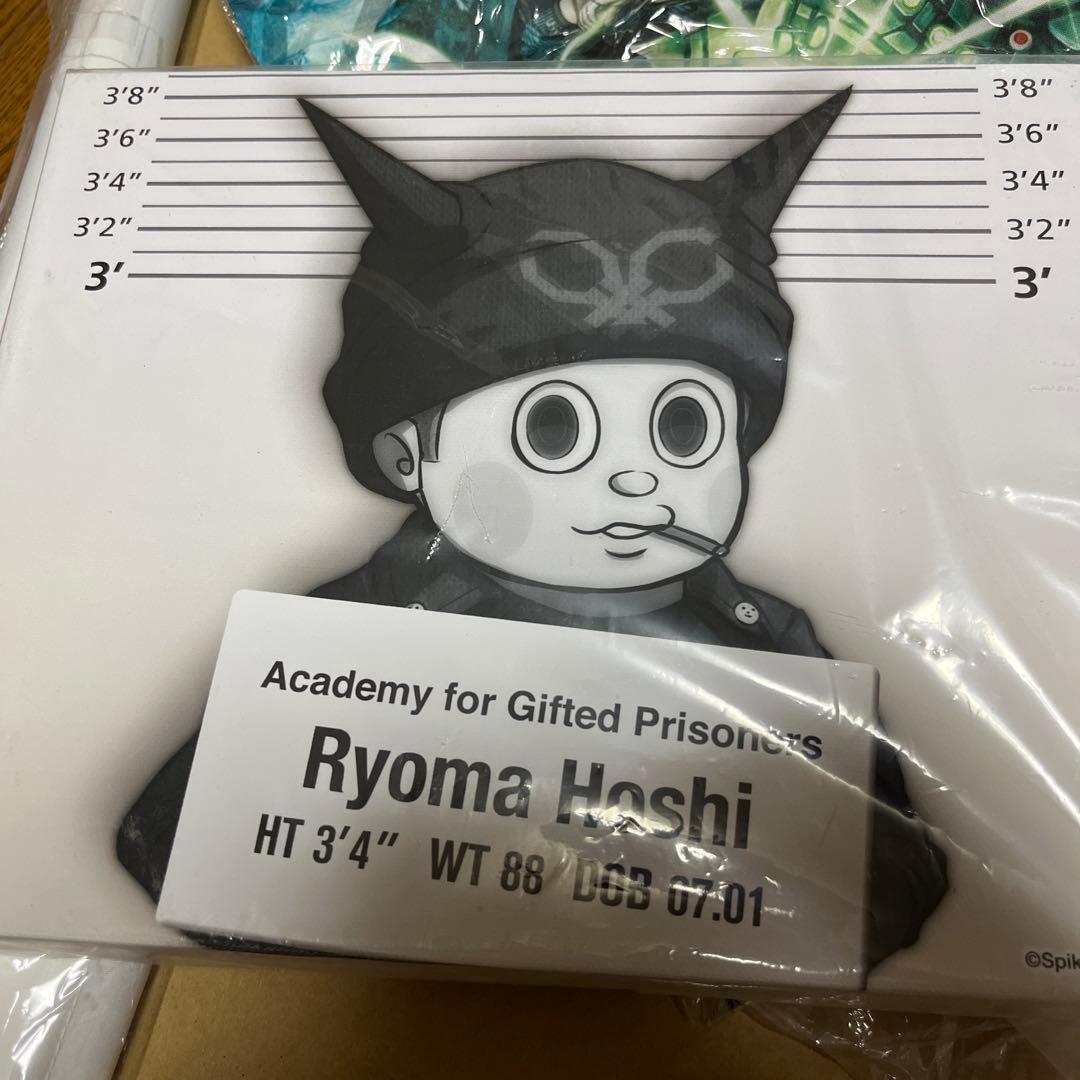 3'8" 3'8"
3'6" 3'6"
3'4" 3'4"
3'2" 3'2"
3' 3'
Academy for Gifted Prisoners
Ryoma Hoshi
HT 3'4" WT 88 DOB 07.01
©Spik